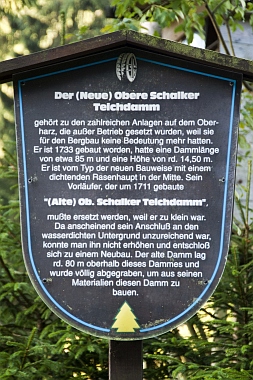 Der (Neue) Obere Schalker
Teichdamm
gehört zu den zahlreichen Anlagen auf dem Ober-
harz, die außer Betrieb gesetzt wurden, weil sie
für den Bergbau keine Bedeutung mehr hatten.
Er ist 1733 gebaut worden, hatte eine Dammlänge
von etwa 85 m und eine Höhe von rd. 14,50 m.
Er ist vom Typ der neuen Bauweise mit einem
dichtenden Rasenhaupt in der Mitte. Sein
Vorläufer, der um 1711 gebaute
"(Alte) Ob. Schalker Teichdamm",
mußte ersetzt werden, weil er zu klein war.
Da anscheinend sein Anschluß an den
wasserdichten Untergrund unzureichend war,
konnte man ihn nicht erhöhen und entschloß
sich zu einem Neubau. Der alte Damm lag
rd. 80 m oberhalb dieses Dammes und
wurde völlig abgegraben, um aus seinen
Materialien diesen Damm zu
bauen.